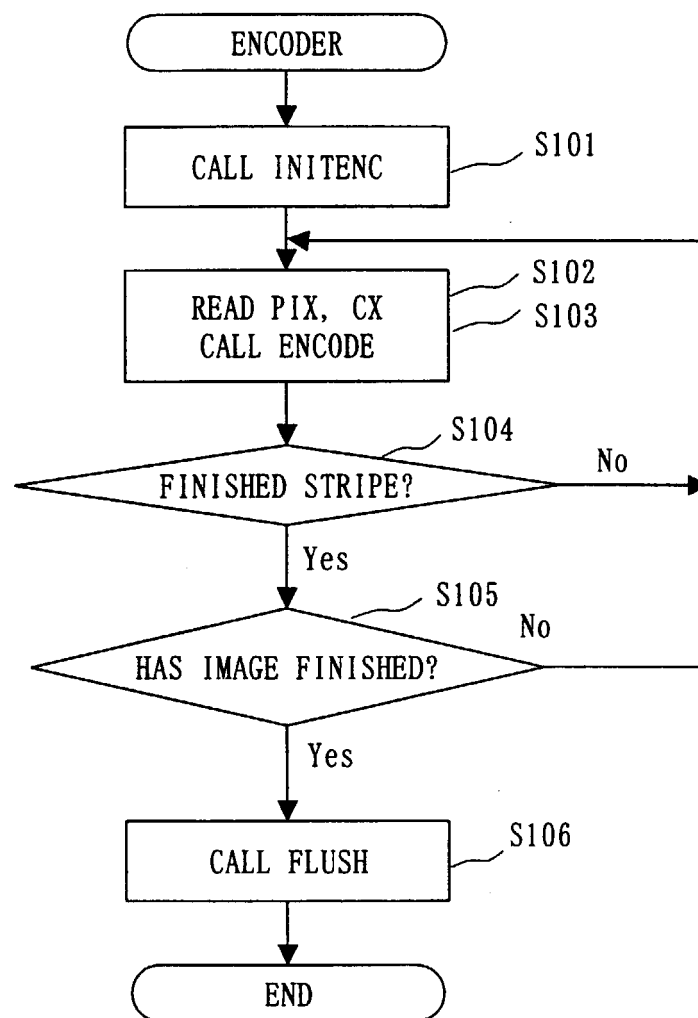 ENCODER
CALL INITENC
S101
READ PIX, CX
S102
CALL ENCODE
S103
S104
FINISHED STRIPE?
No
Yes
S105
HAS IMAGE FINISHED?
No
Yes
CALL FLUSH
S106
END